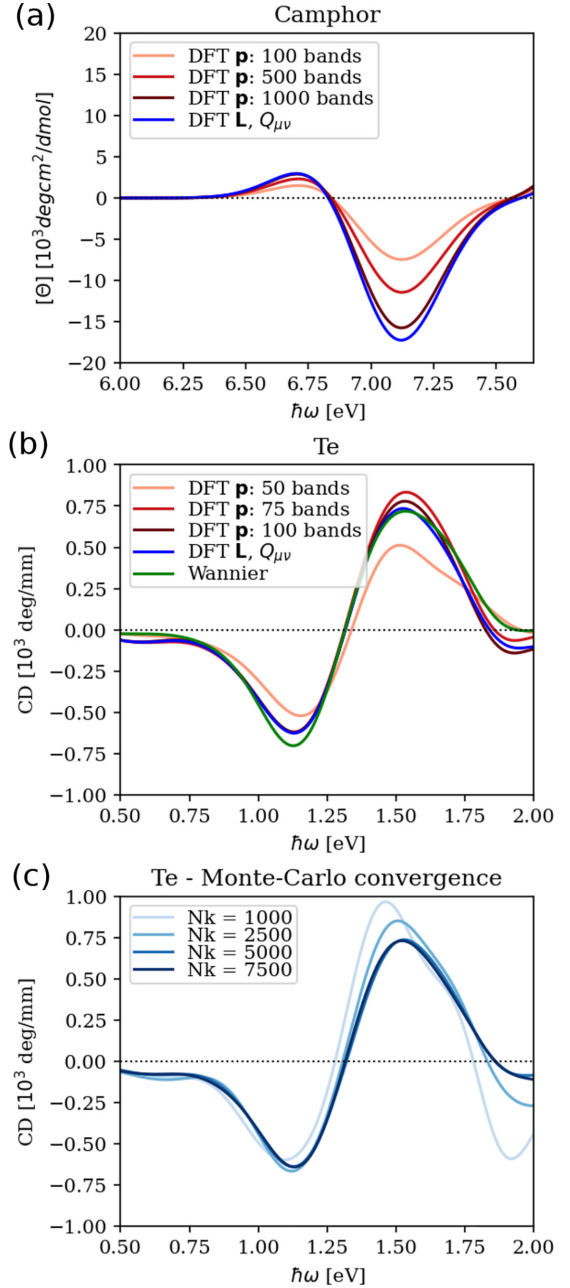 (a)
Camphor
[Θ] [10³degcm²/dmol]
20
15
10
5
0
−5
−10
−15
−20
DFT p: 100 bands
DFT p: 500 bands
DFT p: 1000 bands
DFT L, Qμν
6.00 6.25 6.50 6.75 7.00 7.25 7.50
ħω [eV]
(b)
Te
CD [10³ deg/mm]
1.00
0.75
0.50
0.25
0.00
−0.25
−0.50
−0.75
−1.00
DFT p: 50 bands
DFT p: 75 bands
DFT p: 100 bands
DFT L, Qμν
Wannier
0.50 0.75 1.00 1.25 1.50 1.75 2.00
ħω [eV]
(c)
Te - Monte-Carlo convergence
CD [10³ deg/mm]
1.00
0.75
0.50
0.25
0.00
−0.25
−0.50
−0.75
−1.00
Nk = 1000
Nk = 2500
Nk = 5000
Nk = 7500
0.50 0.75 1.00 1.25 1.50 1.75 2.00
ħω [eV]